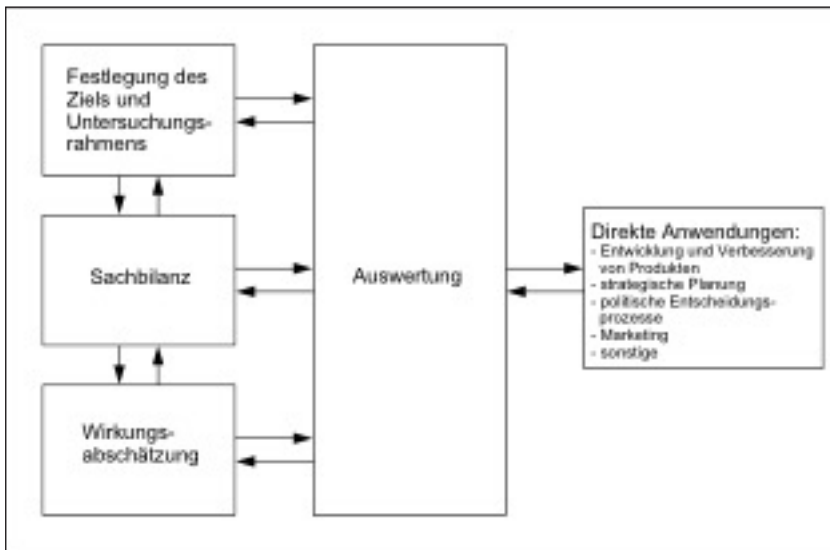 Festlegung des
Ziels und
Untersuchungs-
rahmens
Sachbilanz
Wirkungs-
abschätzung
Auswertung
Direkte Anwendungen:
- Entwicklung und Verbesserung
von Produkten
- strategische Planung
- politische Entscheidungs-
prozesse
- Marketing
- sonstige